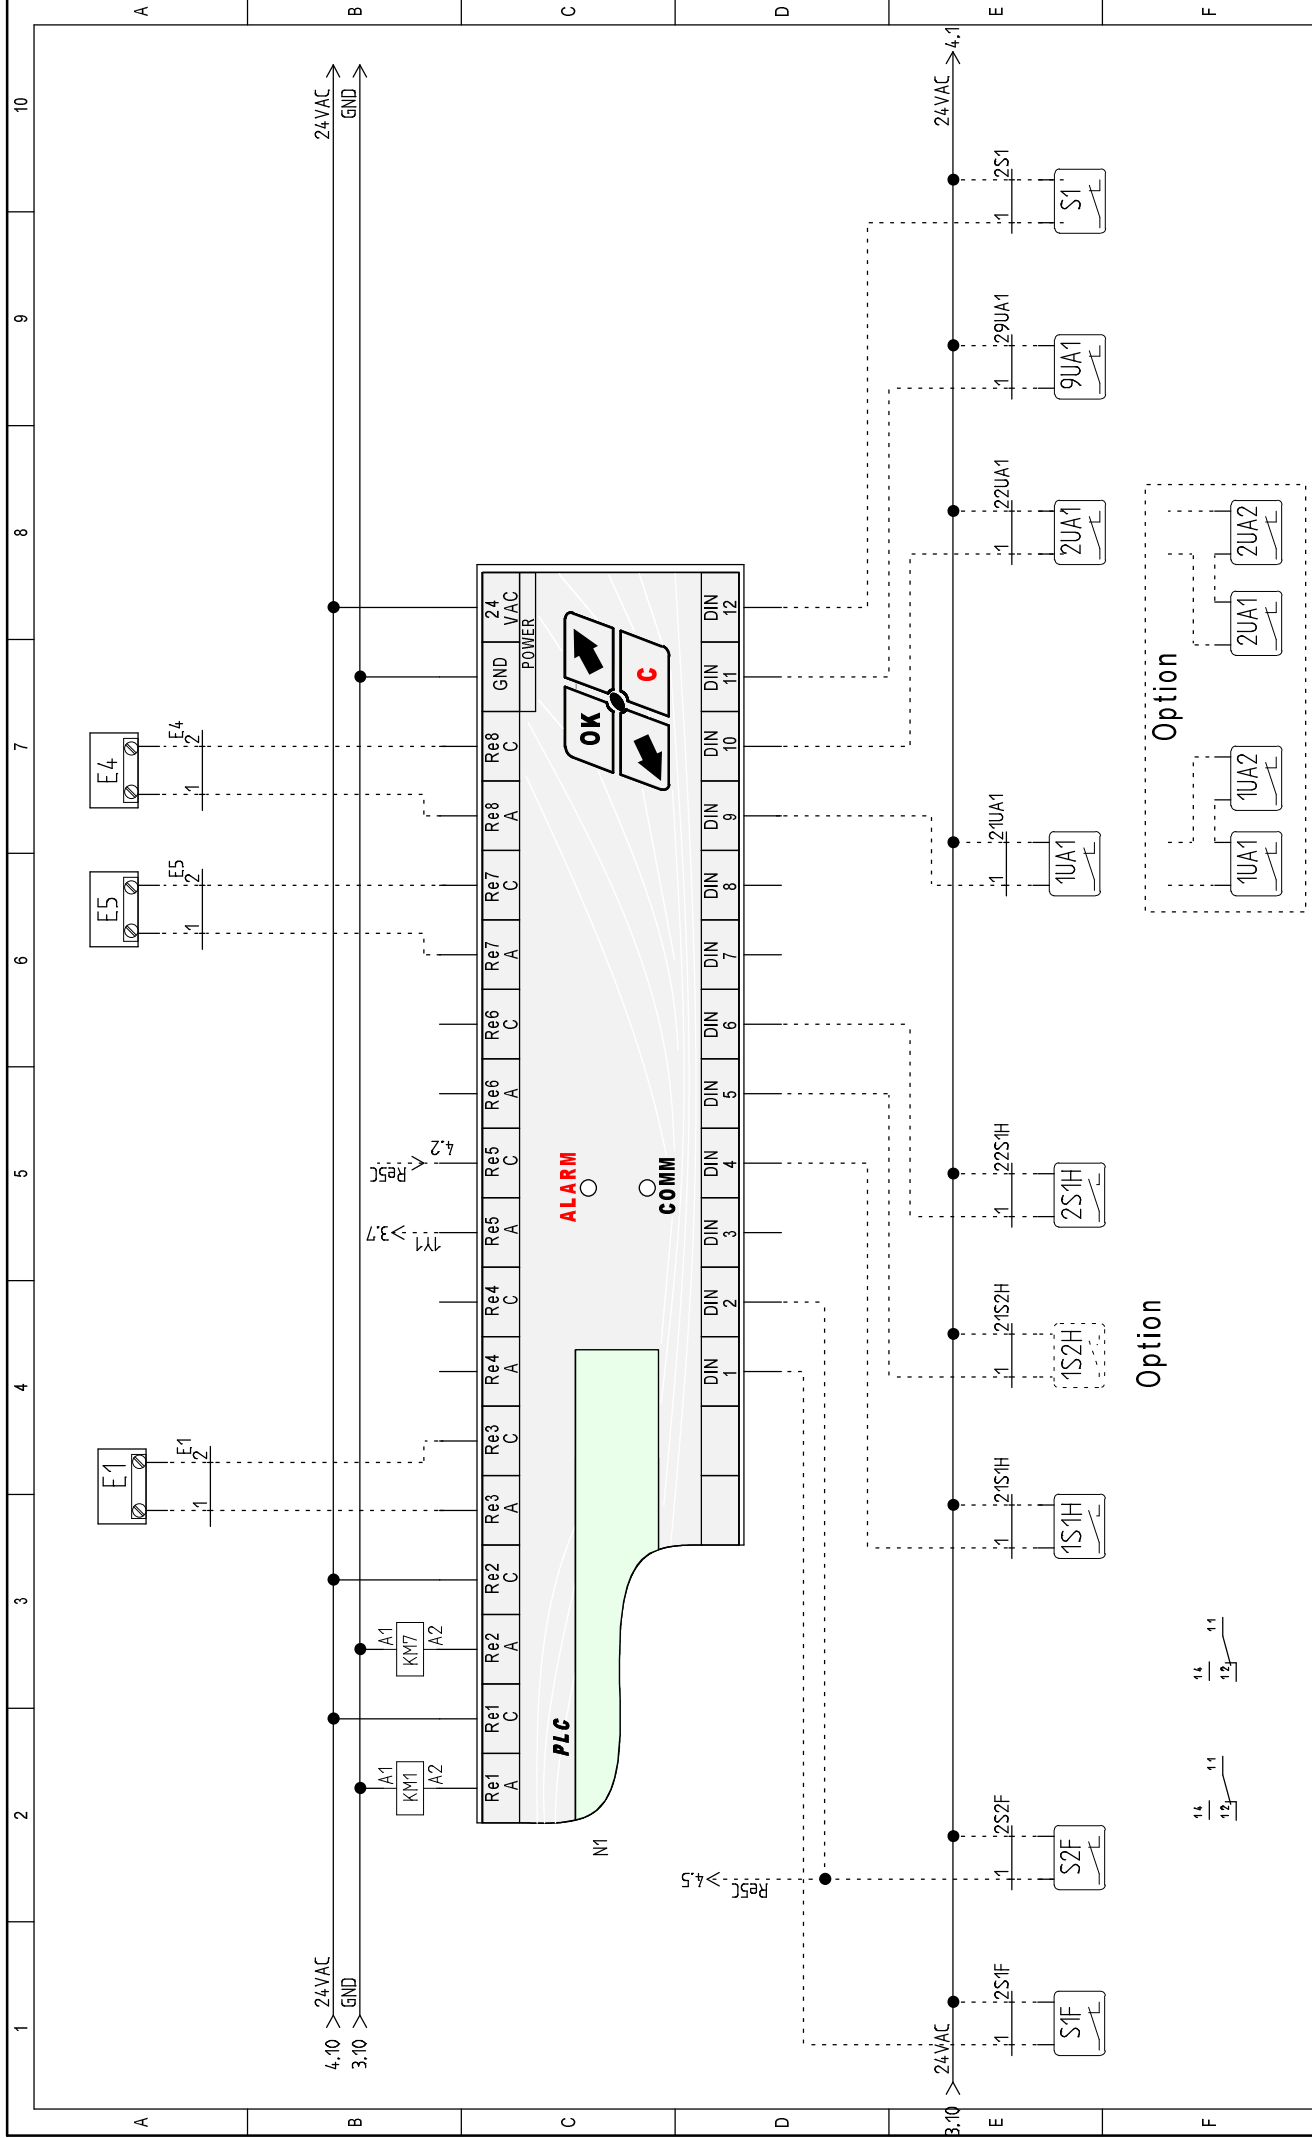 A B C D E F
1 2 3 4 5 6 7 8 9 10
E1
E1
1 2
E5
E5
1 2
E4
E4
1 2
4.10 24VAC
3.10 GND
24VAC
GND
A1
KM1
A2
A1
KM7
A2
1Y1
3.7
Re5C
4.2
Re1 A
Re1 C
Re2 A
Re2 C
Re3 A
Re3 C
Re4 A
Re4 C
Re5 A
Re5 C
Re6 A
Re6 C
Re7 A
Re7 C
Re8 A
Re8 C
GND
24 VAC
POWER
PLC
N1
ALARM
COMM
OK
C
DIN 1
DIN 2
DIN 3
DIN 4
DIN 5
DIN 6
DIN 7
DIN 8
DIN 9
DIN 10
DIN 11
DIN 12
4.5
Re5C
3.10 24VAC
24VAC 4.1
1 2S1F
S1F
1 2S2F
S2F
1 21S1H
1S1H
1 21S2H
1S2H
Option
1 22S1H
2S1H
1 21UA1
1UA1
1 22UA1
2UA1
1 29UA1
9UA1
1 2S1
S1
14
12
11
14
12
11
Option
1UA1
1UA2
2UA1
2UA2
A B C D E F